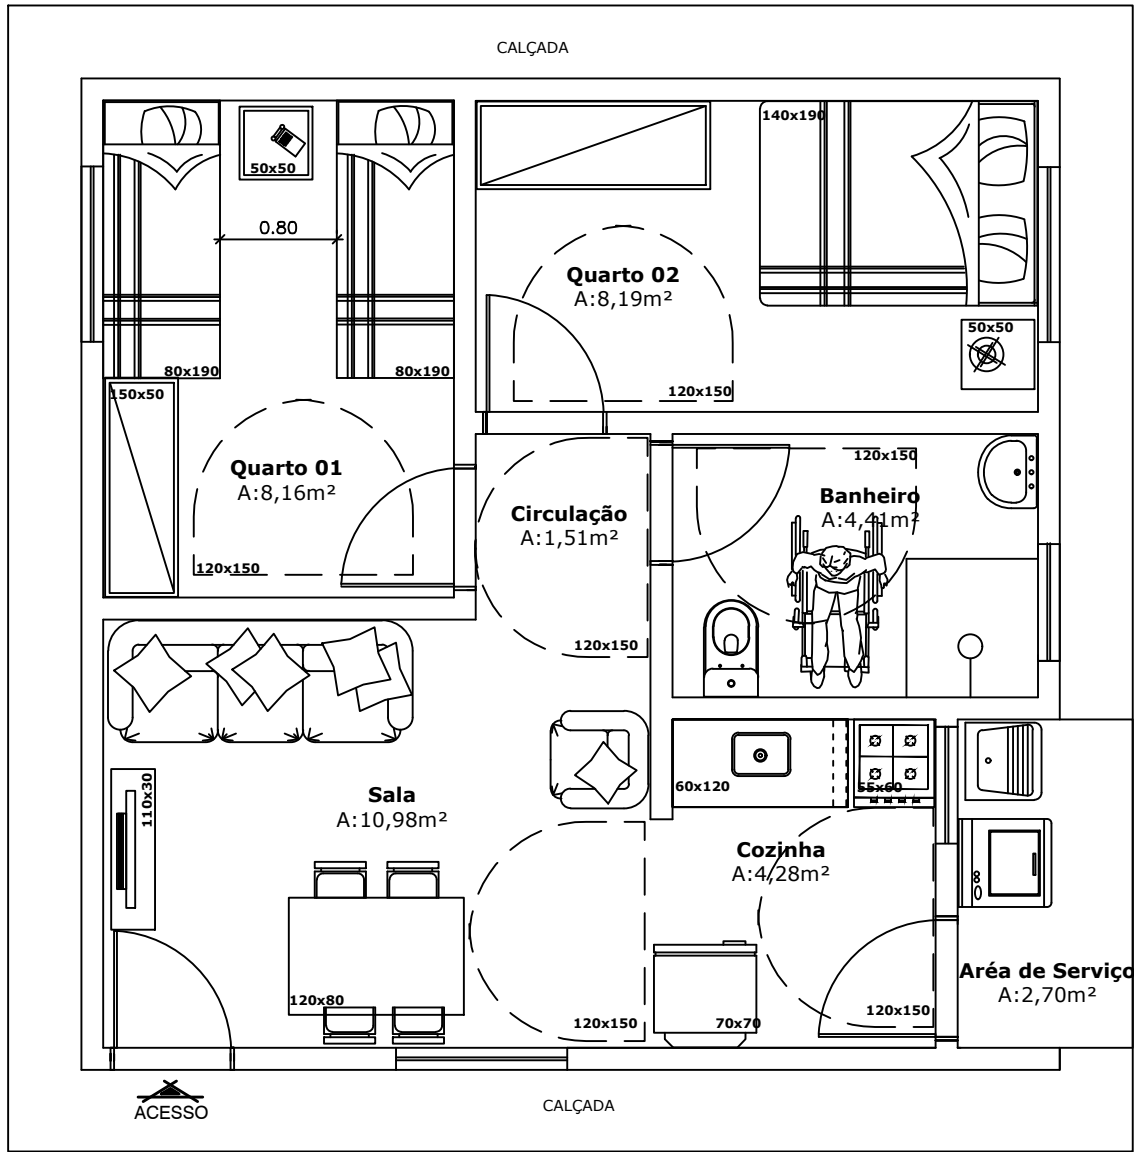 CALÇADA
50x50
0.80
80x190
80x190
150x50
Quarto 01
A:8,16m²
120x150
140x190
Quarto 02
A:8,19m²
50x50
120x150
Circulação
A:1,51m²
120x150
120x150
Banheiro
A:4,41m²
110x30
Sala
A:10,98m²
120x80
120x150
60x120
55x60
Cozinha
A:4,28m²
70x70
120x150
Aréa de Serviço
A:2,70m²
ACESSO
CALÇADA